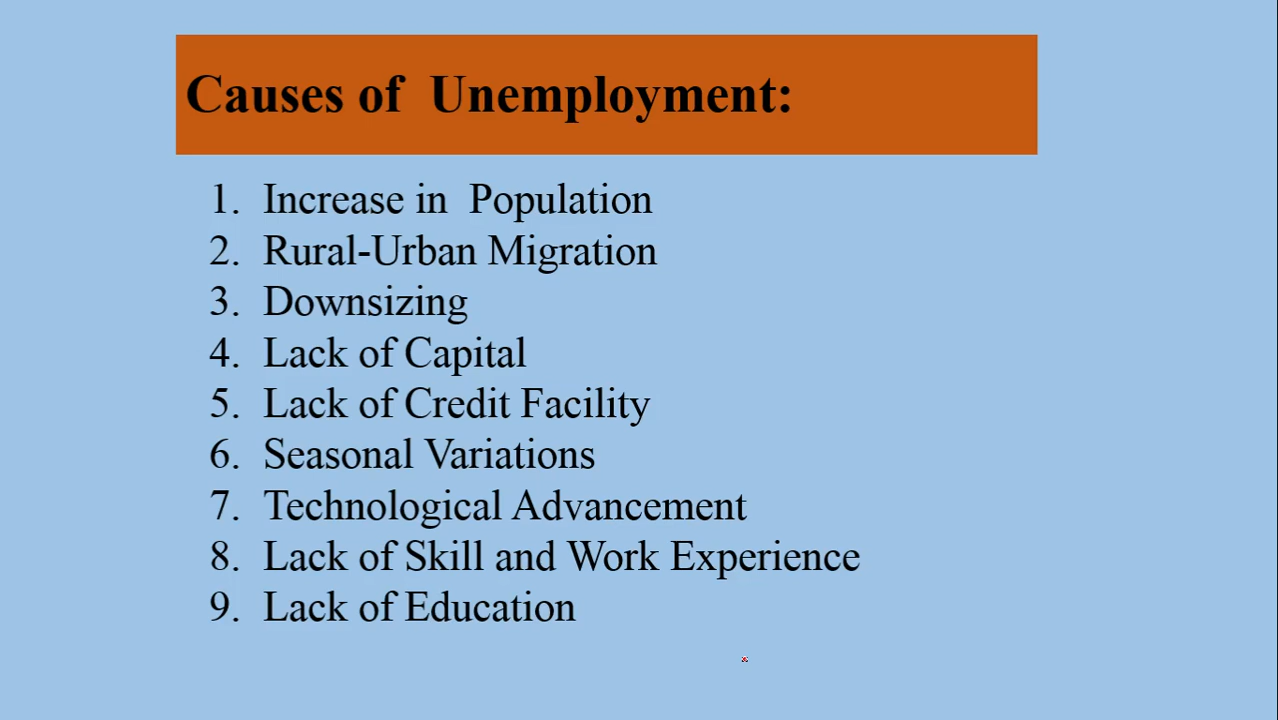 Causes of  Unemployment:
1. Increase in  Population
2. Rural-Urban Migration
3. Downsizing
4. Lack of Capital
5. Lack of Credit Facility
6. Seasonal Variations
7. Technological Advancement
8. Lack of Skill and Work Experience
9. Lack of Education